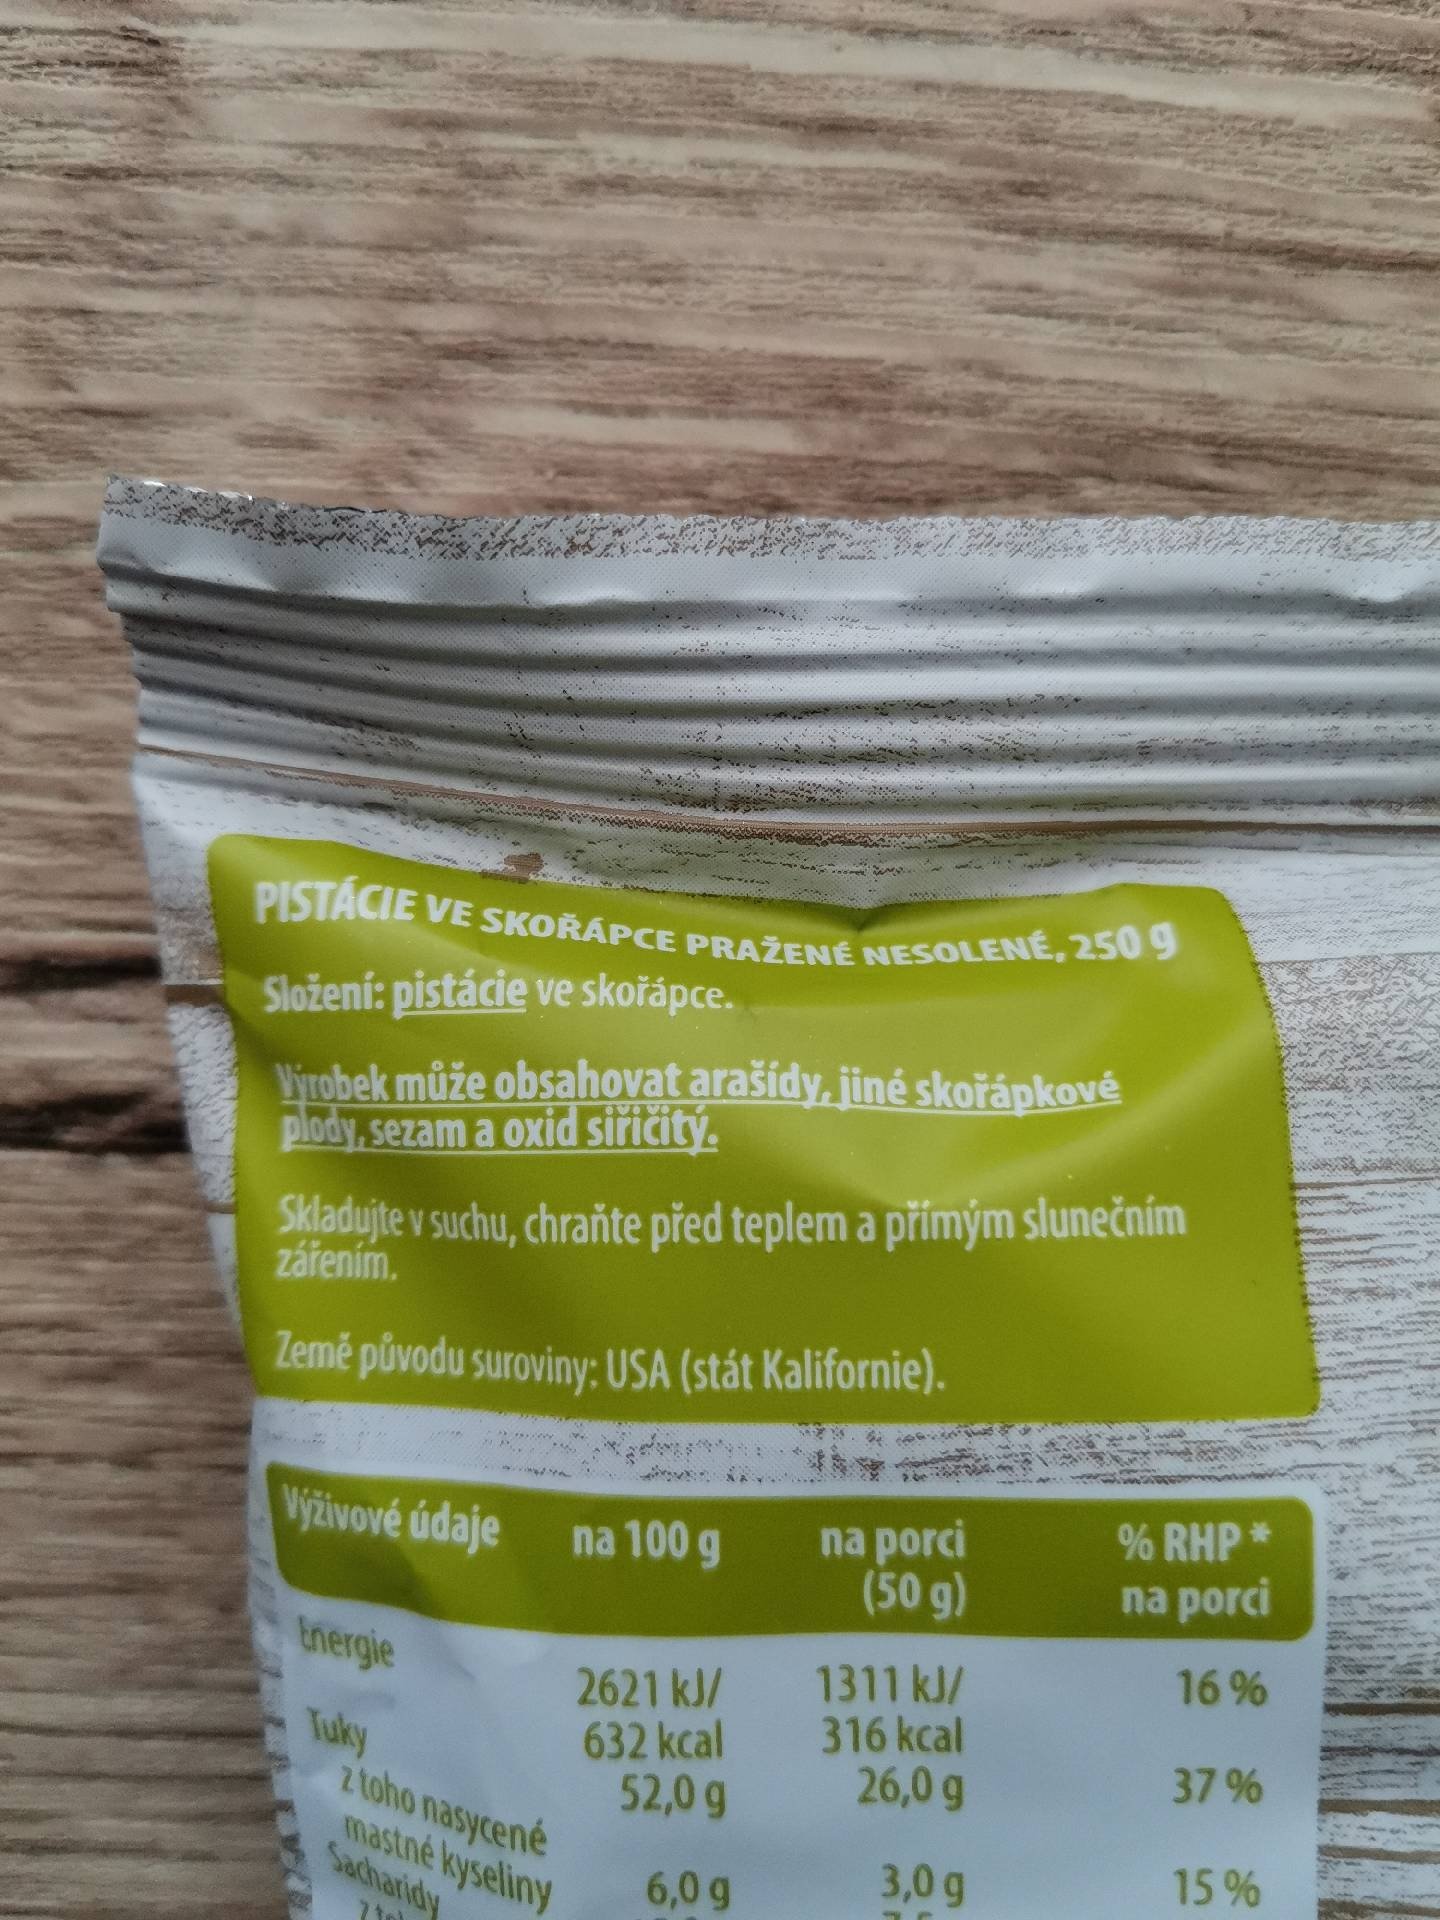 PISTÁCIE VE SKOŘÁPCE PRAŽENÉ NESOLENÉ, 250 g
Složení: pistácie ve skořápce.
Výrobek může obsahovat arašídy, jiné skořápkové
plody, sezam a oxid siřičitý.
Skladujte v suchu, chraňte před teplem a přímým slunečním
zářením.
Země původu suroviny: USA (stát Kalifornie).
Výživové údaje na 100 g na porci (50 g) % RHP * na porci
Energie 2621 kJ/ 1311 kJ/ 16 %
632 kcal 316 kcal
Tuky 52,0 g 26,0 g 37 %
z toho nasycené
mastné kyseliny 6,0 g 3,0 g 15 %
Sacharidy